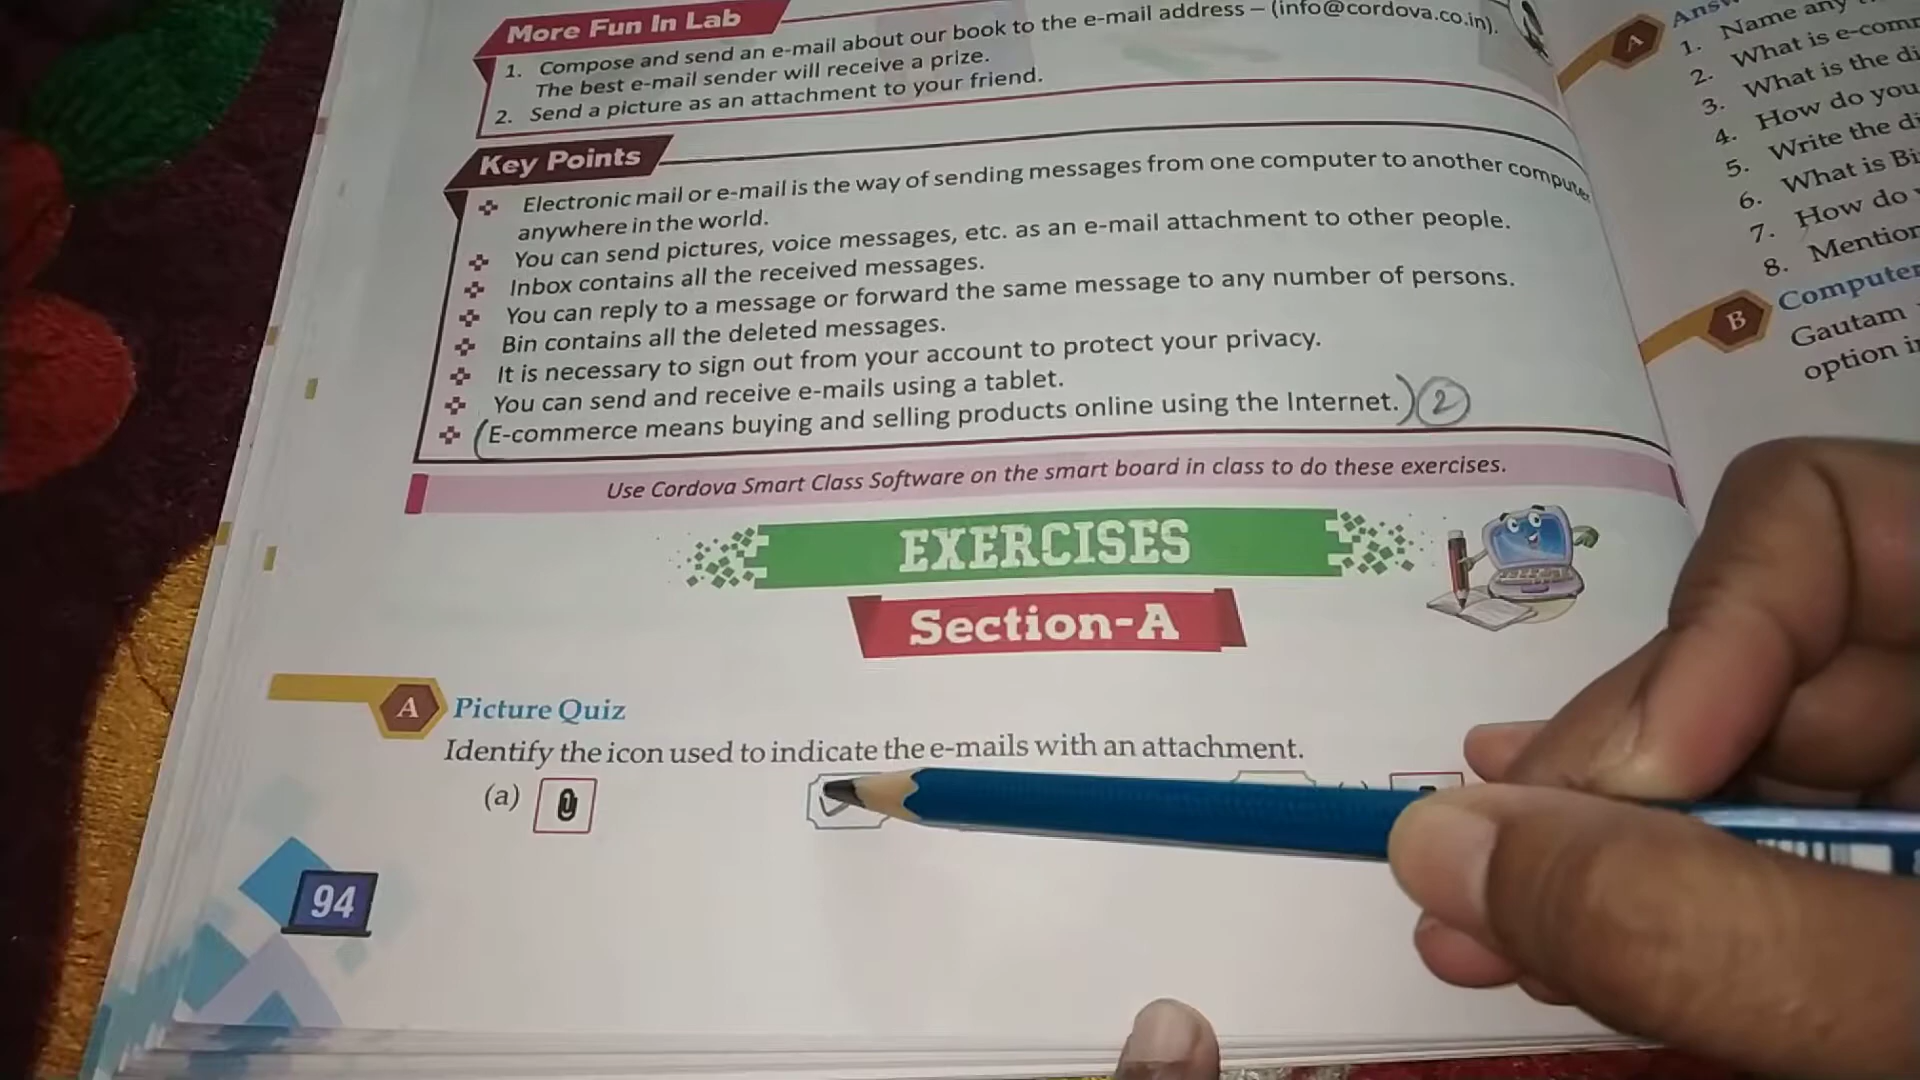 More Fun In Lab
1. Compose and send an e-mail about our book to the e-mail address – (info@cordova.co.in).
The best e-mail sender will receive a prize.
2. Send a picture as an attachment to your friend.
Key Points
Electronic mail or e-mail is the way of sending messages from one computer to another computer
anywhere in the world.
You can send pictures, voice messages, etc. as an e-mail attachment to other people.
Inbox contains all the received messages.
You can reply to a message or forward the same message to any number of persons.
Bin contains all the deleted messages.
It is necessary to sign out from your account to protect your privacy.
You can send and receive e-mails using a tablet.
(E-commerce means buying and selling products online using the Internet.) 2
Use Cordova Smart Class Software on the smart board in class to do these exercises.
EXERCISES
Section-A
A Picture Quiz
Identify the icon used to indicate the e-mails with an attachment.
(a)
94
A
1. Name any
2. What is
3. What is the
4. How do you
5. Write the
6. What is
7. How do
8. Mention
B Computer
Gautam
option